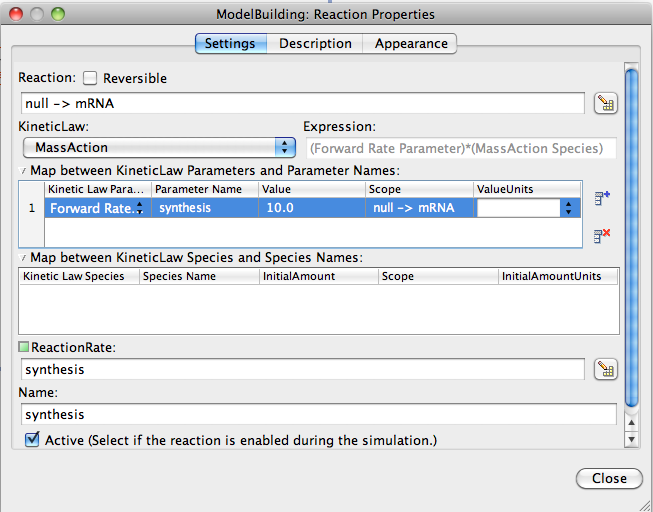 ModelBuilding: Reaction Properties
Settings Description Appearance
Reaction: Reversible
null -> mRNA
KineticLaw: Expression:
MassAction (Forward Rate Parameter)*(MassAction Species)
Map between KineticLaw Parameters and Parameter Names:
Kinetic Law Para... Parameter Name Value Scope ValueUnits
1 Forward Rate... synthesis 10.0 null -> mRNA
Map between KineticLaw Species and Species Names:
Kinetic Law Species Species Name InitialAmount Scope InitialAmountUnits
ReactionRate:
synthesis
Name:
synthesis
Active (Select if the reaction is enabled during the simulation.)
Close